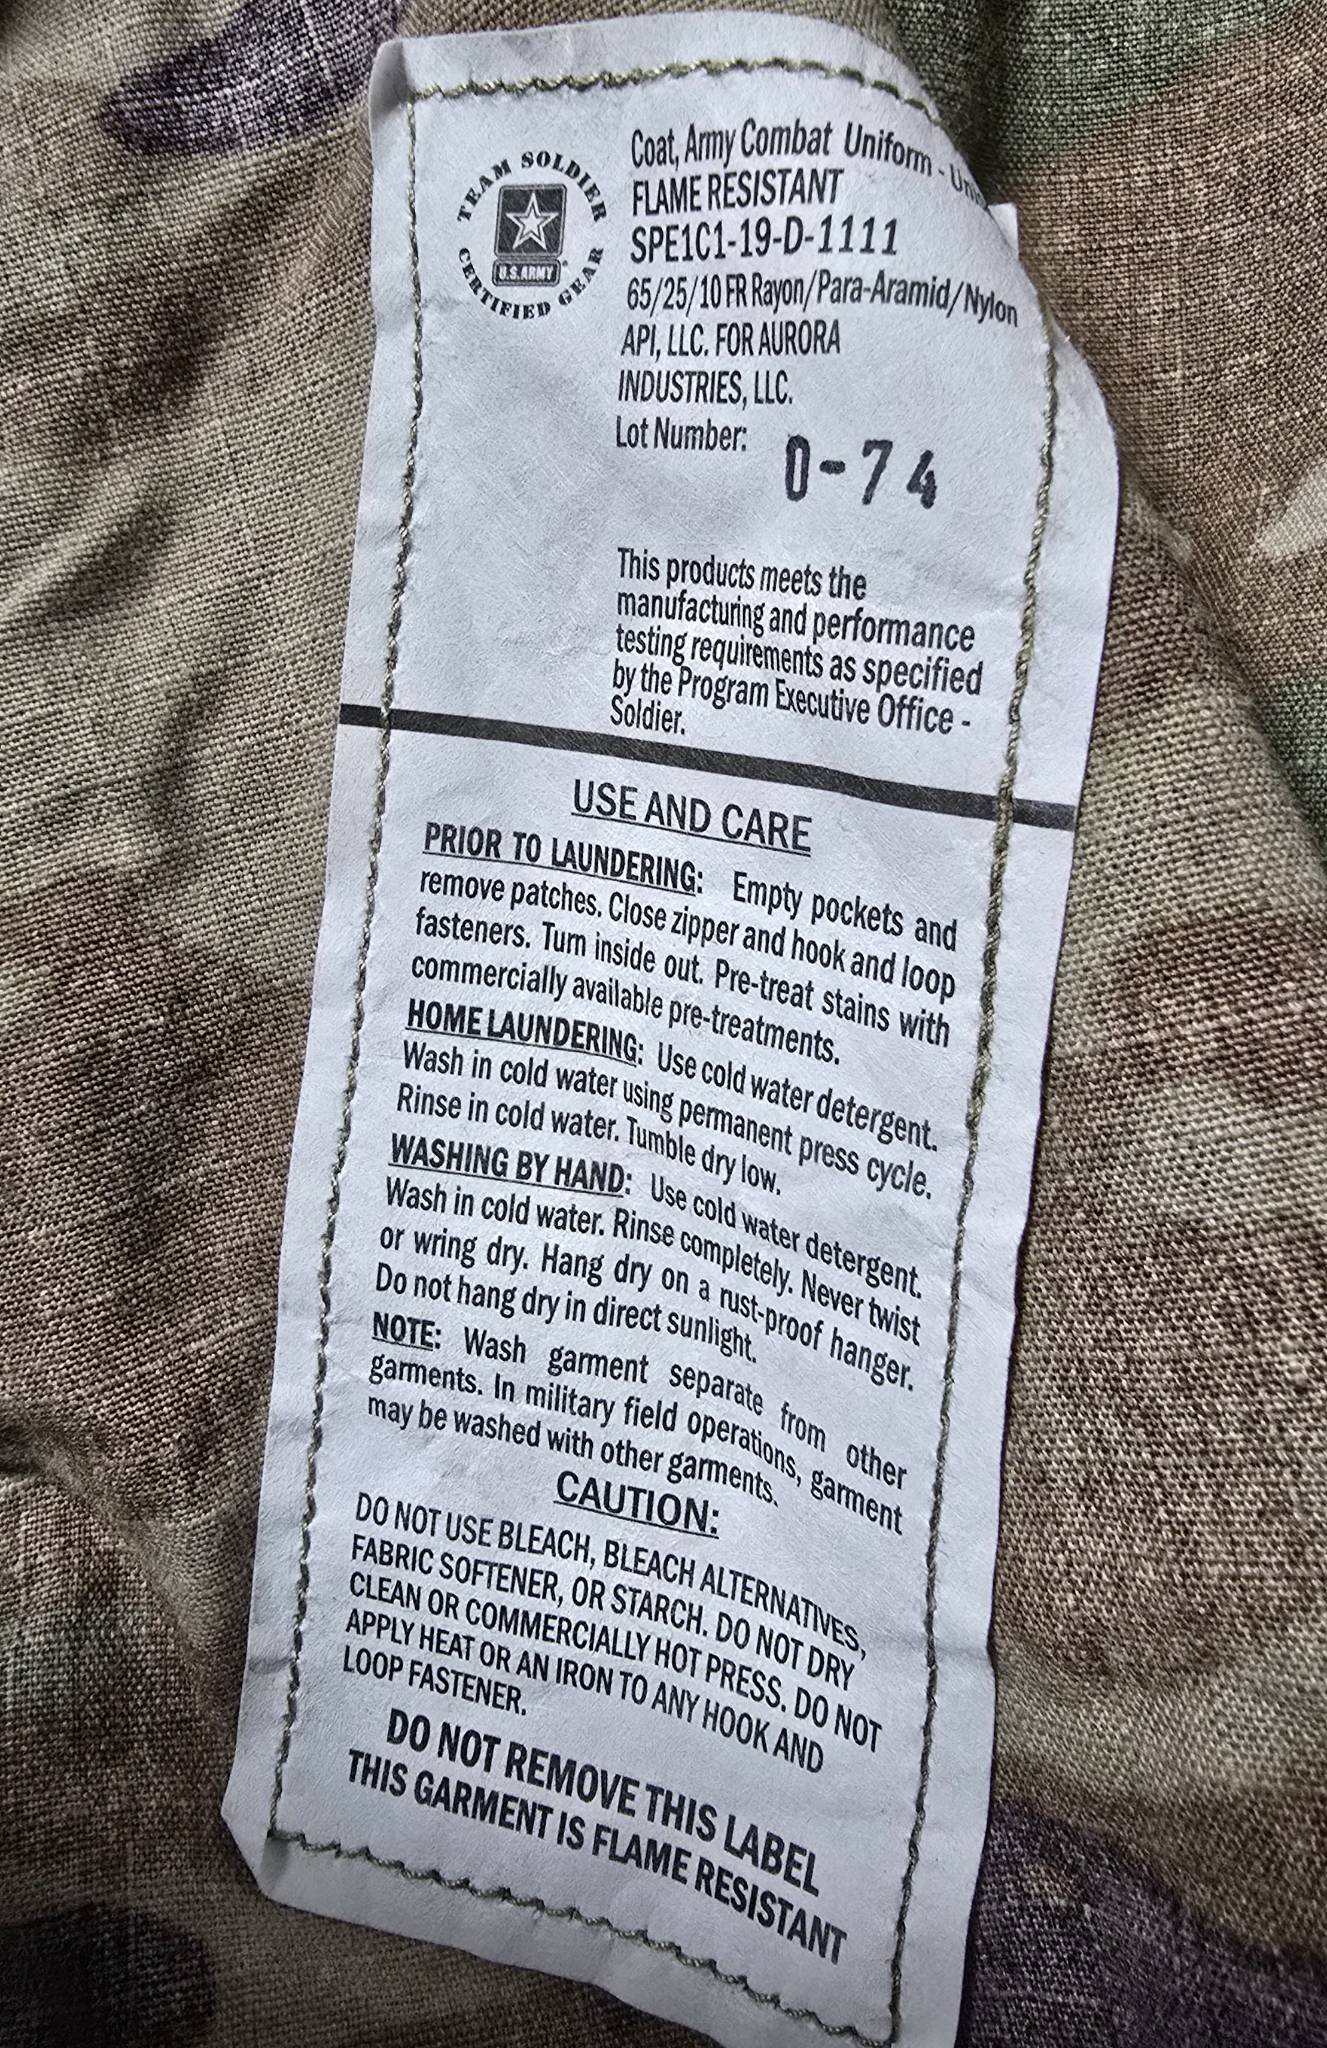 TEAM SOLDIER
U.S.ARMY
CERTIFIED GEAR
Coat, Army Combat Uniform - Uni
FLAME RESISTANT
SPE1C1-19-D-1111
65/25/10 FR Rayon/Para-Aramid/Nylon
API, LLC. FOR AURORA
INDUSTRIES, LLC.
Lot Number: 0-74
This products meets the
manufacturing and performance
testing requirements as specified
by the Program Executive Office -
Soldier.
USE AND CARE
PRIOR TO LAUNDERING: Empty pockets and
remove patches. Close zipper and hook and loop
fasteners. Turn inside out. Pre-treat stains with
commercially available pre-treatments.
HOME LAUNDERING: Use cold water detergent.
Wash in cold water using permanent press cycle.
Rinse in cold water. Tumble dry low.
WASHING BY HAND: Use cold water detergent.
Wash in cold water. Rinse completely. Never twist
or wring dry. Hang dry on a rust-proof hanger.
Do not hang dry in direct sunlight.
NOTE: Wash garment separate from other
garments. In military field operations, garment
may be washed with other garments.
CAUTION:
DO NOT USE BLEACH, BLEACH ALTERNATIVES,
FABRIC SOFTENER, OR STARCH. DO NOT DRY
CLEAN OR COMMERCIALLY HOT PRESS. DO NOT
APPLY HEAT OR AN IRON TO ANY HOOK AND
LOOP FASTENER.
DO NOT REMOVE THIS LABEL
THIS GARMENT IS FLAME RESISTANT